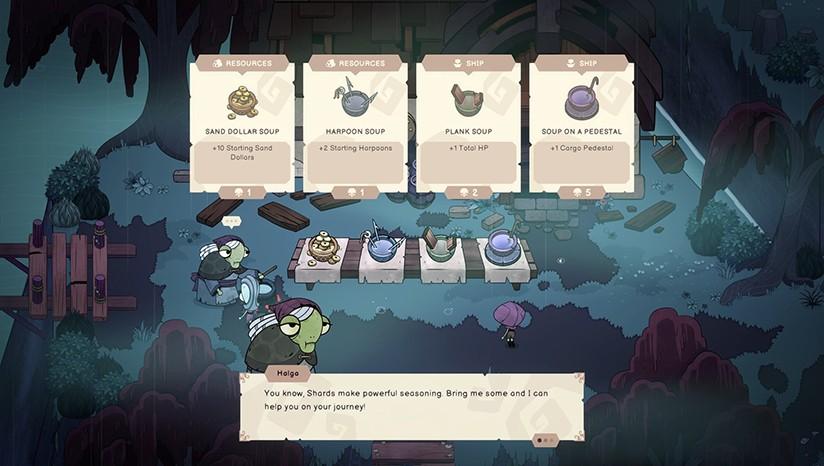 RESOURCES
SAND DOLLAR SOUP
+10 Starting Sand
Dollars
1
RESOURCES
HARPOON SOUP
+2 Starting Harpoons
1
SHIP
PLANK SOUP
+1 Total HP
2
SHIP
SOUP ON A PEDESTAL
+1 Cargo Pedestal
5
Halga
You know, Shards make powerful seasoning. Bring me some and I can
help you on your journey!